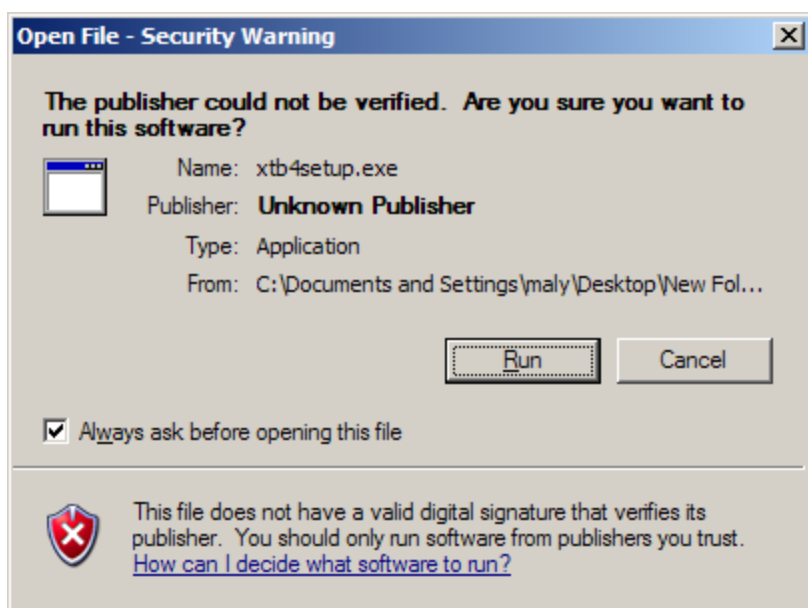 Open File - Security Warning
The publisher could not be verified. Are you sure you want to
run this software?
Name: xtb4setup.exe
Publisher: Unknown Publisher
Type: Application
From: C:\Documents and Settings\maly\Desktop\New Fol...
Run Cancel
Always ask before opening this file
This file does not have a valid digital signature that verifies its
publisher. You should only run software from publishers you trust.
How can I decide what software to run?